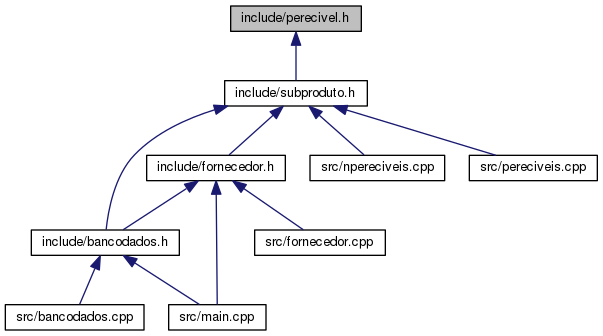 include/perecivel.h
include/subproduto.h
include/fornecedor.h
src/npereciveis.cpp
src/pereciveis.cpp
include/bancodados.h
src/fornecedor.cpp
src/bancodados.cpp
src/main.cpp